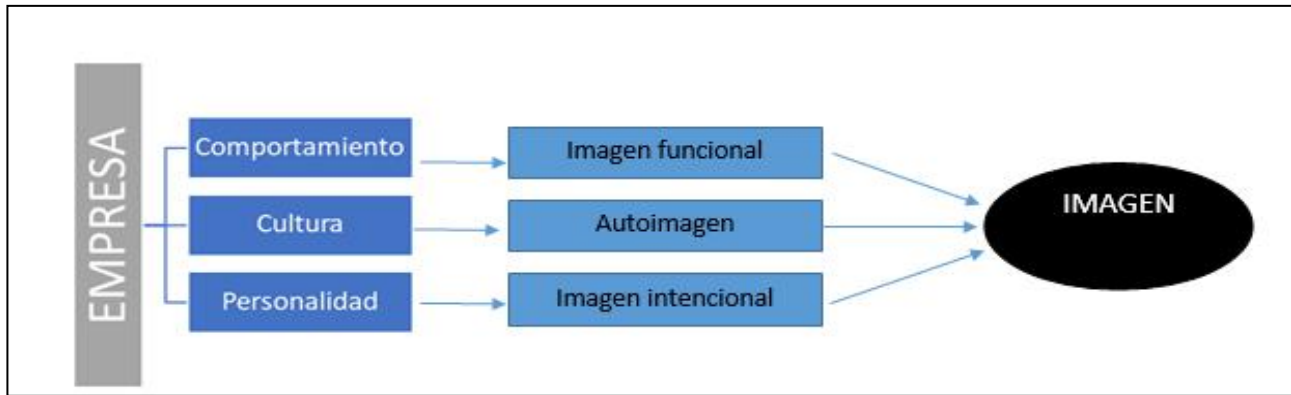 EMPRESA
Comportamiento
Imagen funcional
Cultura
Autoimagen
Personalidad
Imagen intencional
IMAGEN